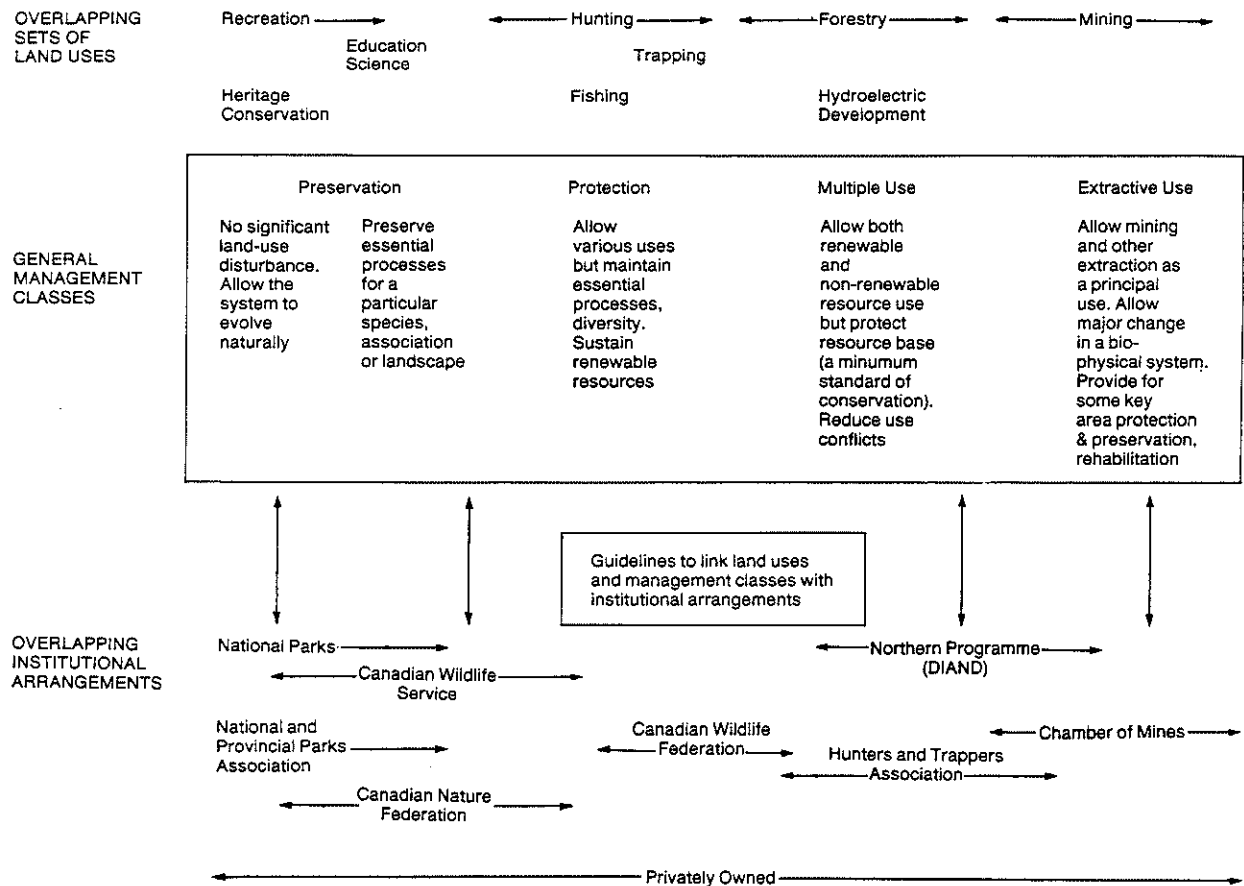 OVERLAPPING
SETS OF
LAND USES
Recreation
Hunting
Forestry
Mining
Education
Science
Trapping
Heritage
Conservation
Fishing
Hydroelectric
Development
GENERAL
MANAGEMENT
CLASSES
Preservation
No significant
land-use
disturbance.
Allow the
system to
evolve
naturally
Preserve
essential
processes
for a
particular
species,
association
or landscape
Protection
Allow
various uses
but maintain
essential
processes,
diversity.
Sustain
renewable
resources
Multiple Use
Allow both
renewable
and
non-renewable
resource use
but protect
resource base
(a minumum
standard of
conservation).
Reduce use
conflicts
Extractive Use
Allow mining
and other
extraction as
a principal
use. Allow
major change
in a bio-
physical system.
Provide for
some key
area protection
& preservation,
rehabilitation
Guidelines to link land uses
and management classes with
institutional arrangements
OVERLAPPING
INSTITUTIONAL
ARRANGEMENTS
National Parks
Northern Programme
(DIAND)
Canadian Wildlife
Service
National and
Provincial Parks
Association
Canadian Wildlife
Federation
Chamber of Mines
Hunters and Trappers
Association
Canadian Nature
Federation
Privately Owned